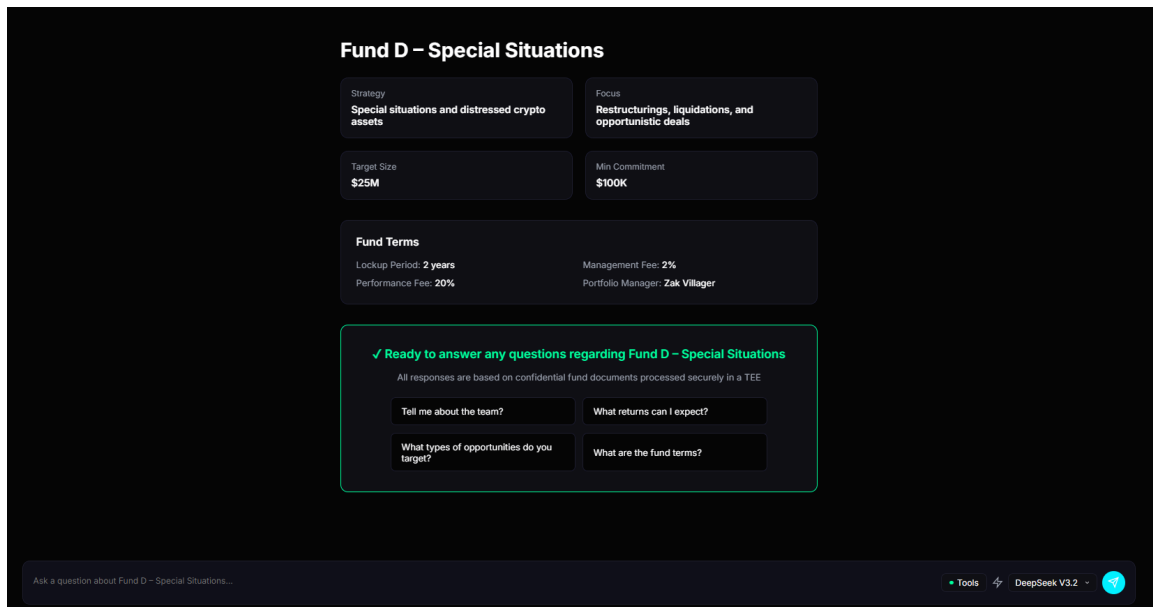 Fund D – Special Situations
Strategy
Special situations and distressed crypto
assets
Focus
Restructurings, liquidations, and
opportunistic deals
Target Size
$25M
Min Commitment
$100K
Fund Terms
Lockup Period: 2 years
Management Fee: 2%
Performance Fee: 20%
Portfolio Manager: Zak Villager
✓ Ready to answer any questions regarding Fund D – Special Situations
All responses are based on confidential fund documents processed securely in a TEE
Tell me about the team?
What returns can I expect?
What types of opportunities do you
target?
What are the fund terms?
Ask a question about Fund D – Special Situations...
Tools
DeepSeek V3.2